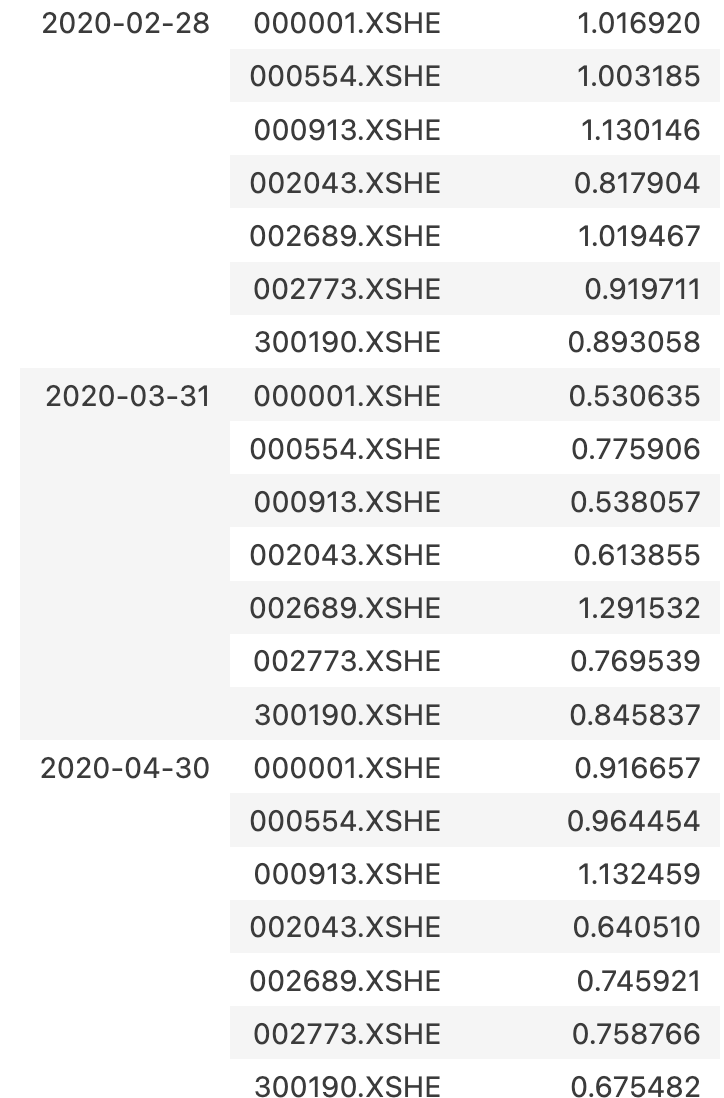 2020-02-28 000001.XSHE 1.016920
000554.XSHE 1.003185
000913.XSHE 1.130146
002043.XSHE 0.817904
002689.XSHE 1.019467
002773.XSHE 0.919711
300190.XSHE 0.893058
2020-03-31 000001.XSHE 0.530635
000554.XSHE 0.775906
000913.XSHE 0.538057
002043.XSHE 0.613855
002689.XSHE 1.291532
002773.XSHE 0.769539
300190.XSHE 0.845837
2020-04-30 000001.XSHE 0.916657
000554.XSHE 0.964454
000913.XSHE 1.132459
002043.XSHE 0.640510
002689.XSHE 0.745921
002773.XSHE 0.758766
300190.XSHE 0.675482